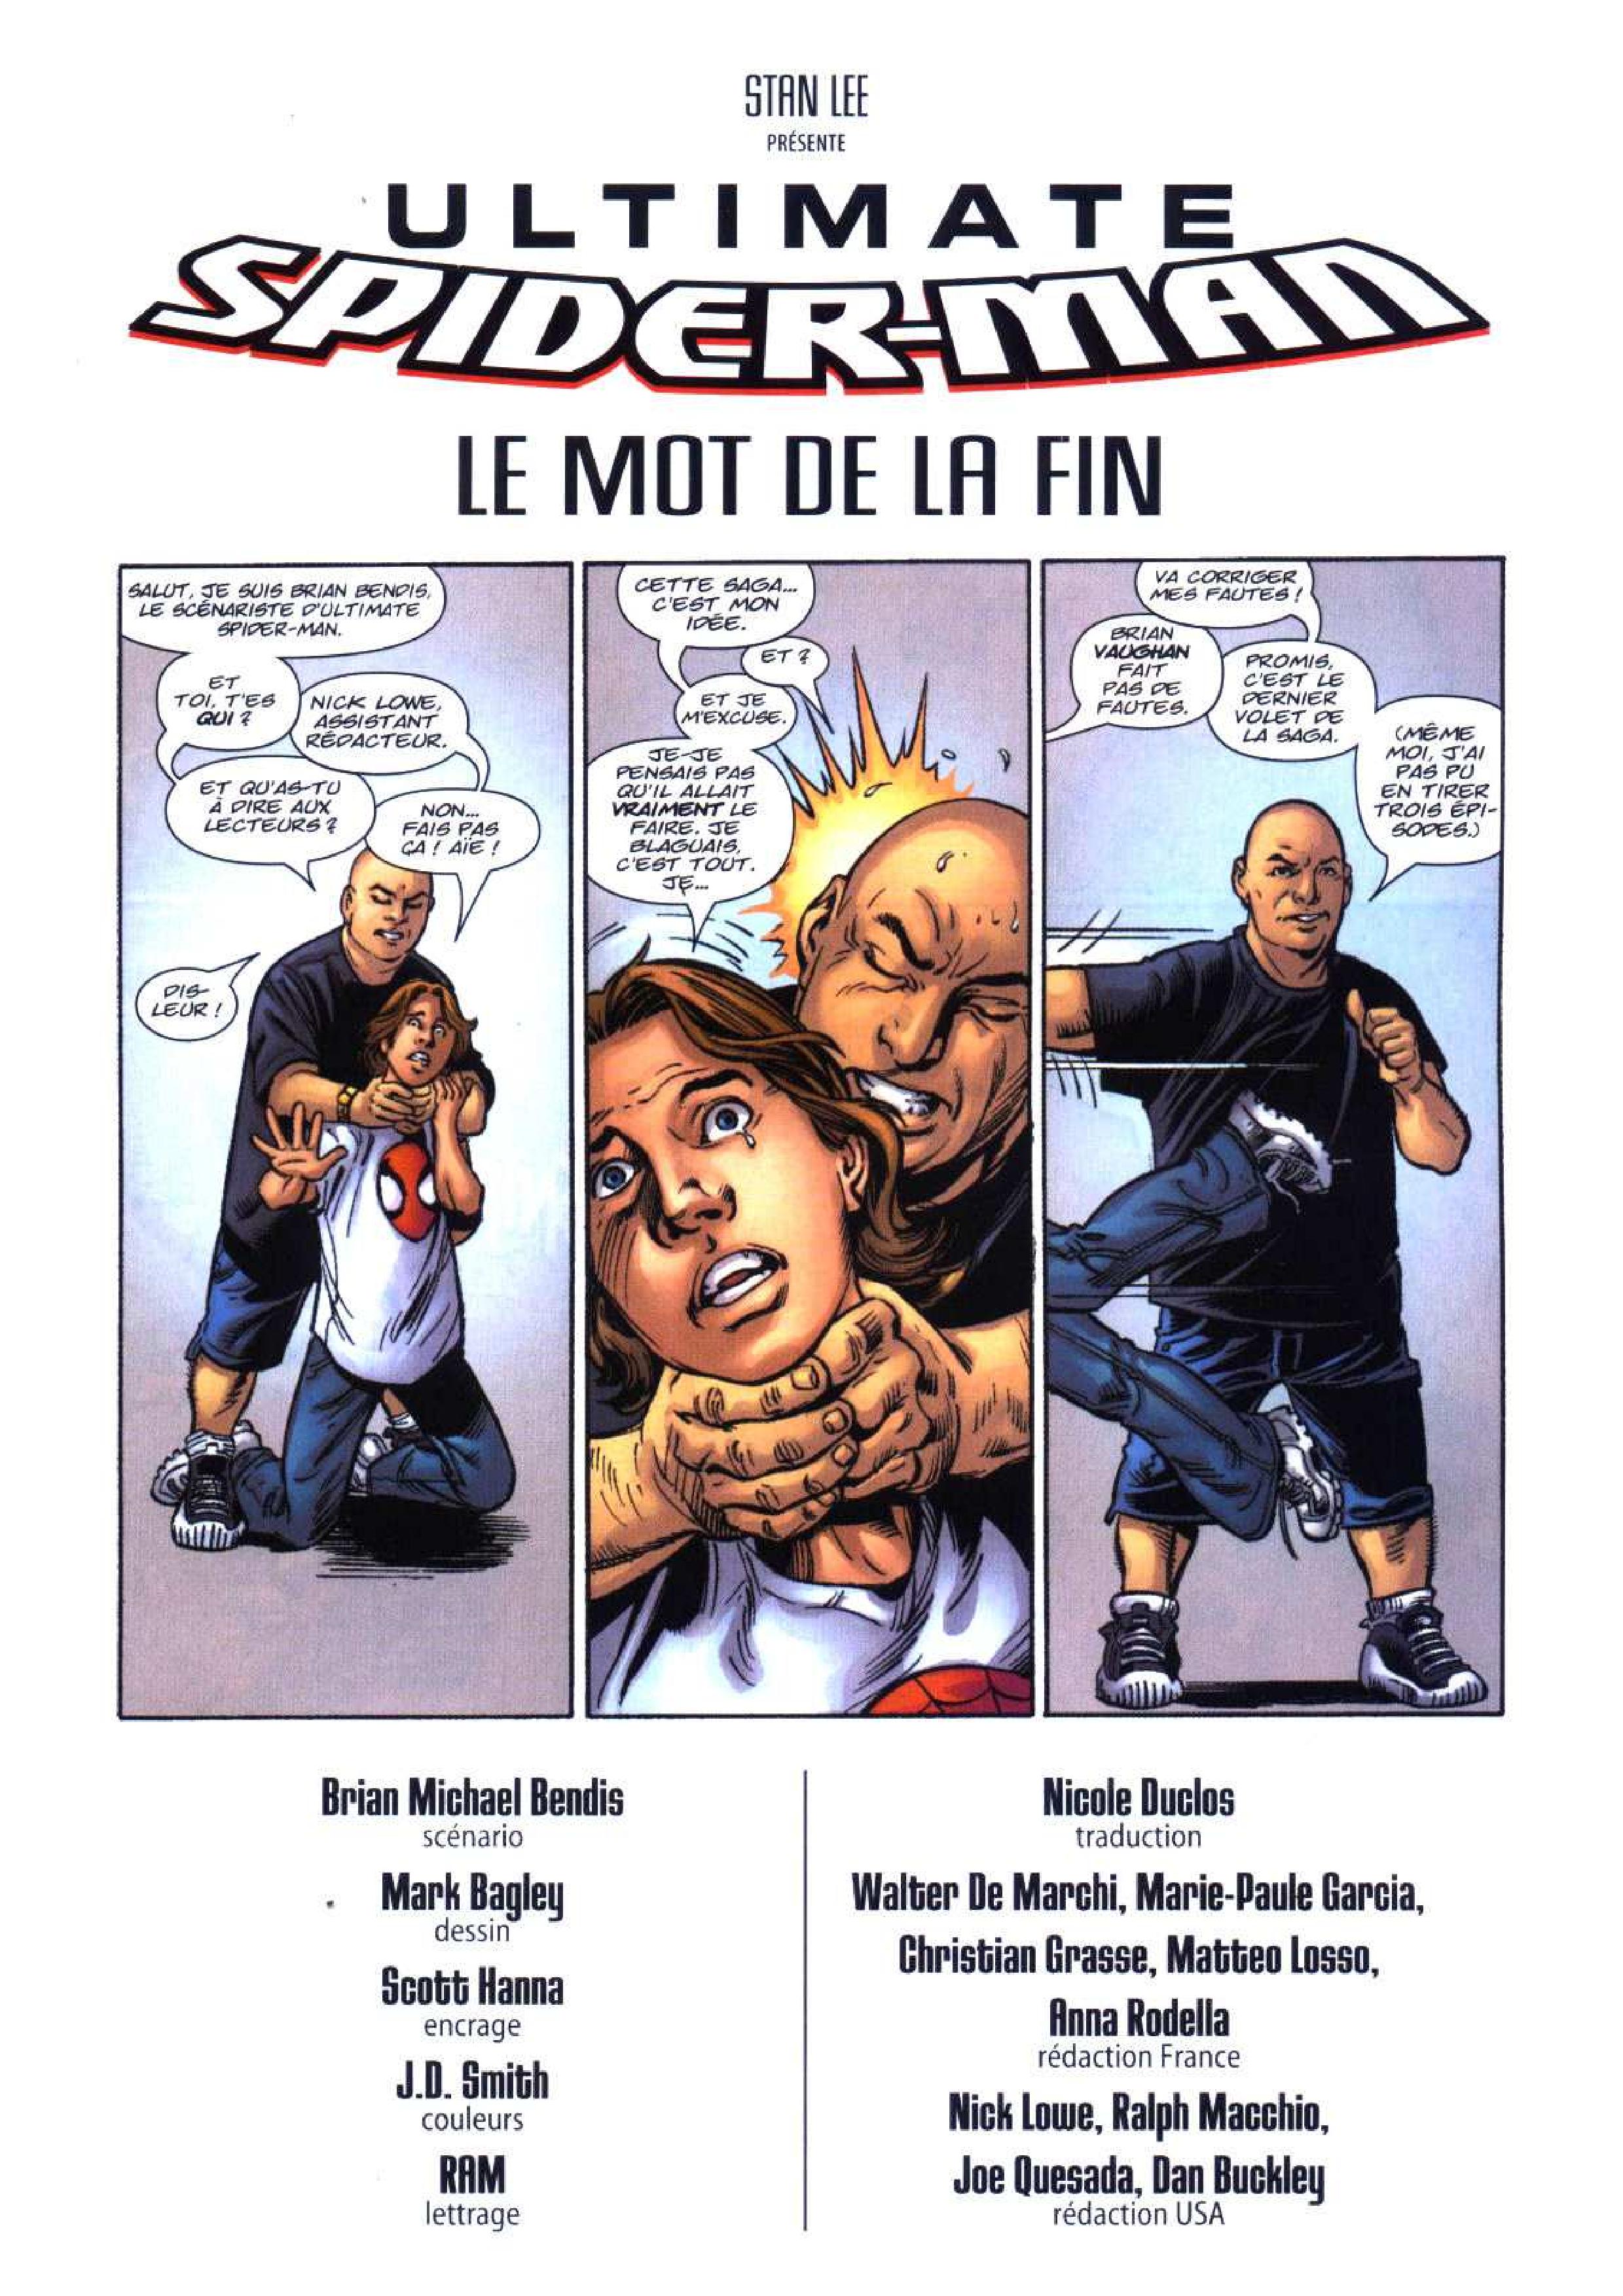 STAN LEE
PRÉSENTE
ULTIMATE
SPIDER-MAN
LE MOT DE LA FIN
SALUT, JE SUIS BRIAN BENDIS,
LE SCÉNARISTE D'ULTIMATE
SPIDER-MAN.
ET
TOI, T'ES
QUI ?
NICK LOWE,
ASSISTANT
RÉDACTEUR.
ET QU'AS-TU
À DIRE AUX
LECTEURS ?
NON...
FAIS PAS
ÇA ! AÏE !
DIS-
LEUR !
CETTE SAGA...
C'EST MON
IDÉE.
ET ?
ET JE
M'EXCUSE.
JE-JE
PENSAIS PAS
QU'IL ALLAIT
VRAIMENT LE
FAIRE. JE
BLAGUAIS,
C'EST TOUT.
JE...
VA CORRIGER
MES FAUTES !
BRIAN
VAUGHAN
FAIT
PAS DE
FAUTES.
PROMIS,
C'EST LE
DERNIER
VOLET DE
LA SAGA.
(MÊME
MOI, J'AI
PAS PU
EN TIRER
TROIS ÉPI-
SODES.)
Brian Michael Bendis
scénario
Mark Bagley
dessin
Scott Hanna
encrage
J.D. Smith
couleurs
RAM
lettrage
Nicole Duclos
traduction
Walter De Marchi, Marie-Paule Garcia,
Christian Grasse, Matteo Losso,
Anna Rodella
rédaction France
Nick Lowe, Ralph Macchio,
Joe Quesada, Dan Buckley
rédaction USA